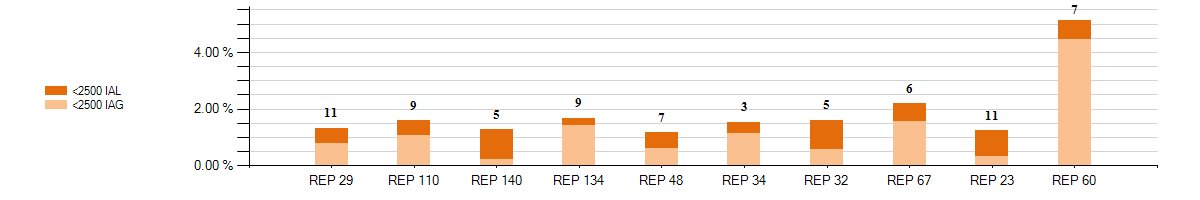 7
4.00 %
<2500 IAL
<2500 IAG
11 9 5 9 7 3 5 6 11
2.00 %
0.00 %
REP 29 REP 110 REP 140 REP 134 REP 48 REP 34 REP 32 REP 67 REP 23 REP 60